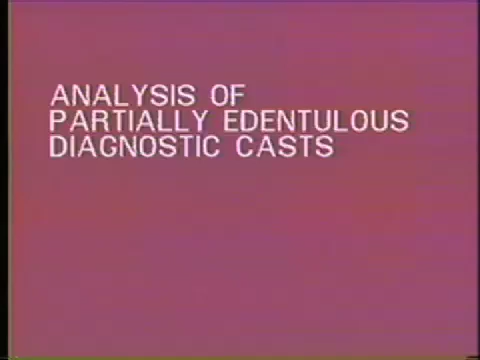 ANALYSIS OF
PARTIALLY EDENTULOUS
DIAGNOSTIC CASTS